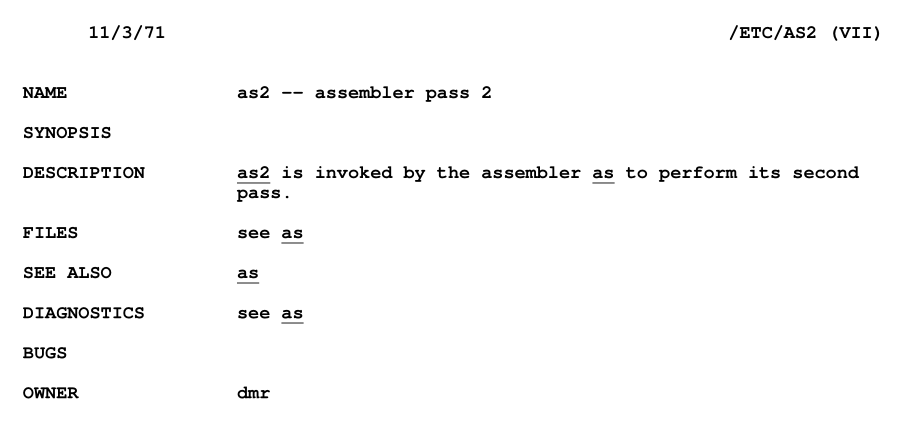 11/3/71 /ETC/AS2 (VII)
NAME as2 -- assembler pass 2
SYNOPSIS
DESCRIPTION as2 is invoked by the assembler as to perform its second
pass.
FILES see as
SEE ALSO as
DIAGNOSTICS see as
BUGS
OWNER dmr